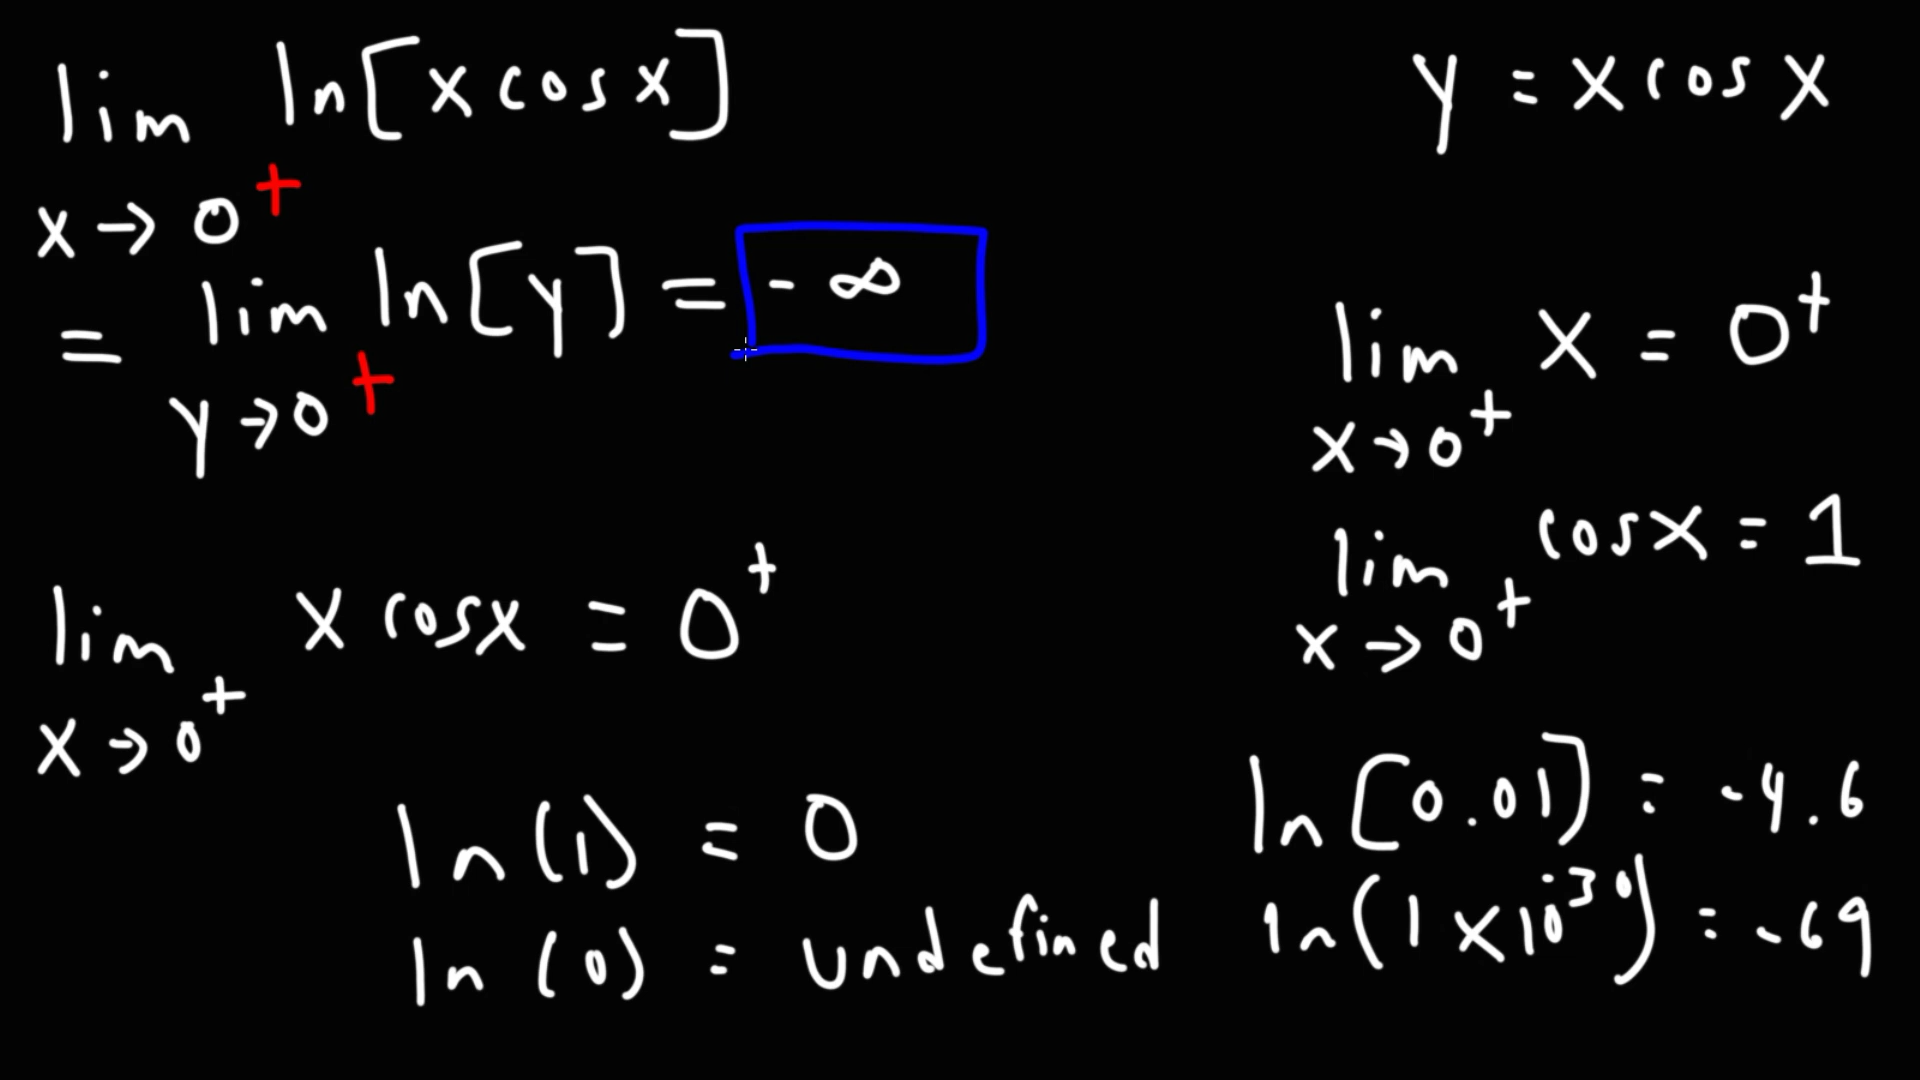 lim ln[x cos x]
x → 0⁺
= lim ln[y] = - ∞
y → 0⁺
lim x cos x = 0⁺
x → 0⁺
ln(1) = 0
ln(0) = undefined
y = x cos x
lim x = 0⁺
x → 0⁺
lim cos x = 1
x → 0⁺
ln[0.01] = -4.6
ln(1 x 10⁻³⁰) = -69